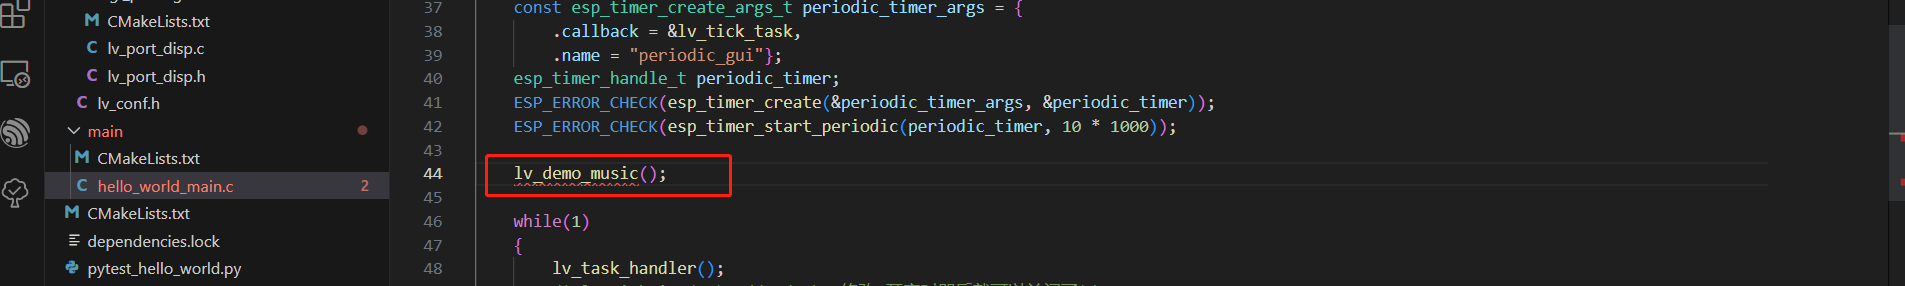 CMakeLists.txt
lv_port_disp.c
lv_port_disp.h
lv_conf.h
main
CMakeLists.txt
hello_world_main.c 2
CMakeLists.txt
dependencies.lock
pytest_hello_world.py
37 const esp_timer_create_args_t periodic_timer_args = {
38 .callback = &lv_tick_task,
39 .name = "periodic_gui"};
40 esp_timer_handle_t periodic_timer;
41 ESP_ERROR_CHECK(esp_timer_create(&periodic_timer_args, &periodic_timer));
42 ESP_ERROR_CHECK(esp_timer_start_periodic(periodic_timer, 10 * 1000));
43
44 lv_demo_music();
45
46 while(1)
47 {
48 lv_task_handler();